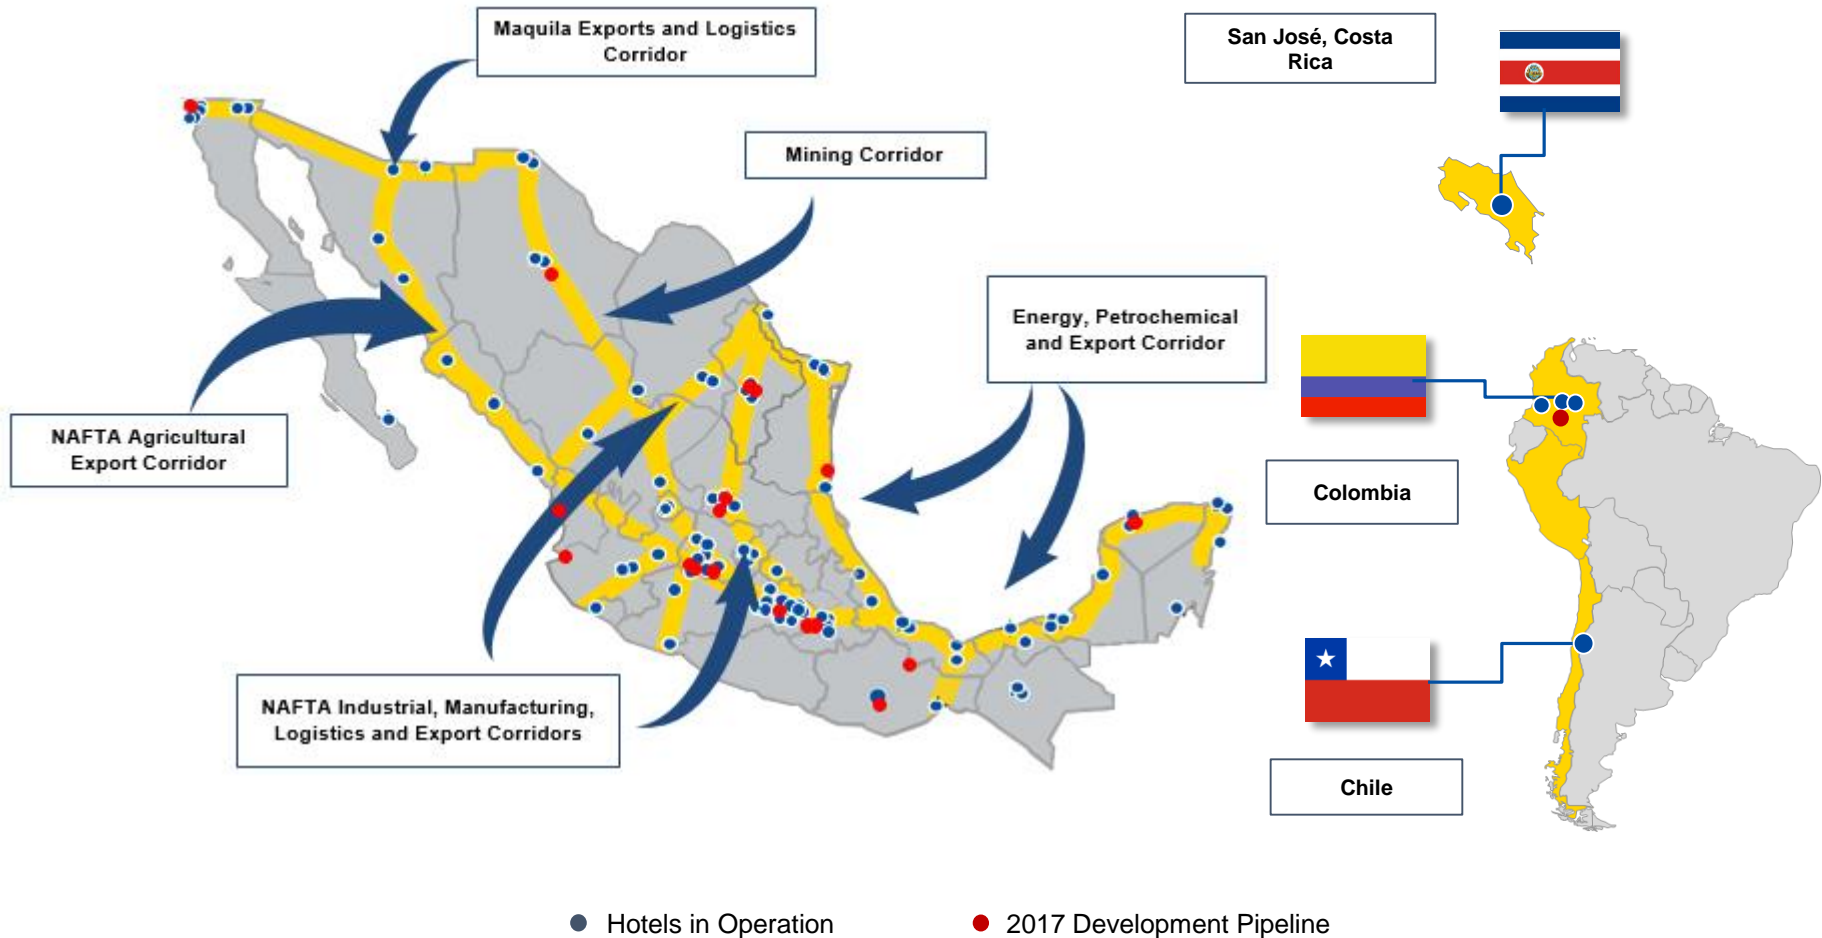 Maquila Exports and Logistics
Corridor
San José, Costa
Rica
Mining Corridor
Energy, Petrochemical
and Export Corridor
NAFTA Agricultural
Export Corridor
Colombia
NAFTA Industrial, Manufacturing,
Logistics and Export Corridors
Chile
Hotels in Operation
2017 Development Pipeline